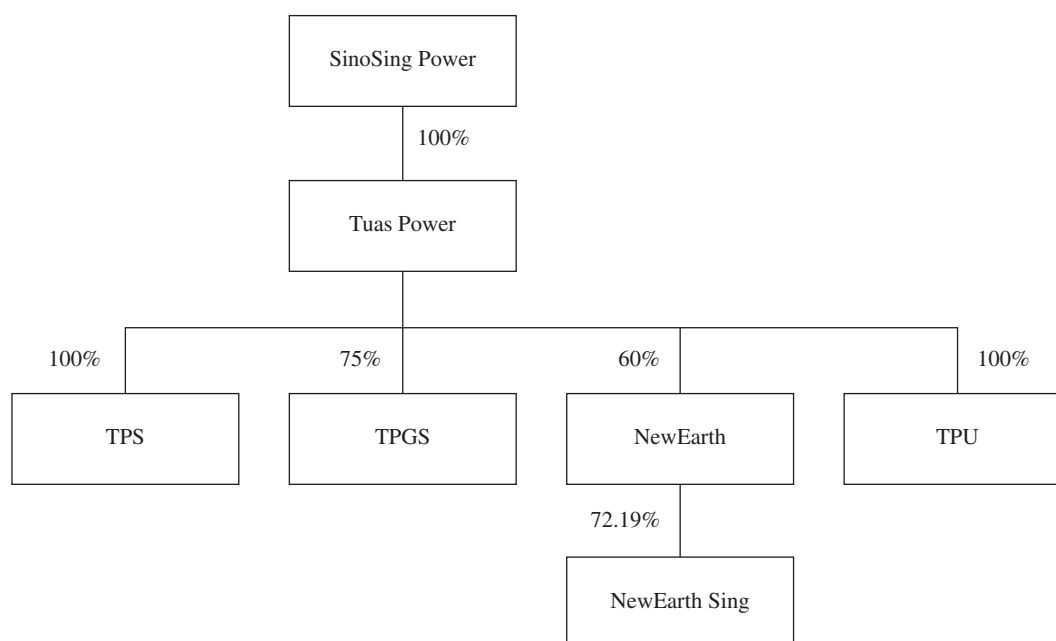 SinoSing Power
100%
Tuas Power
100%
75%
60%
100%
TPS
TPGS
NewEarth
TPU
72.19%
NewEarth Sing